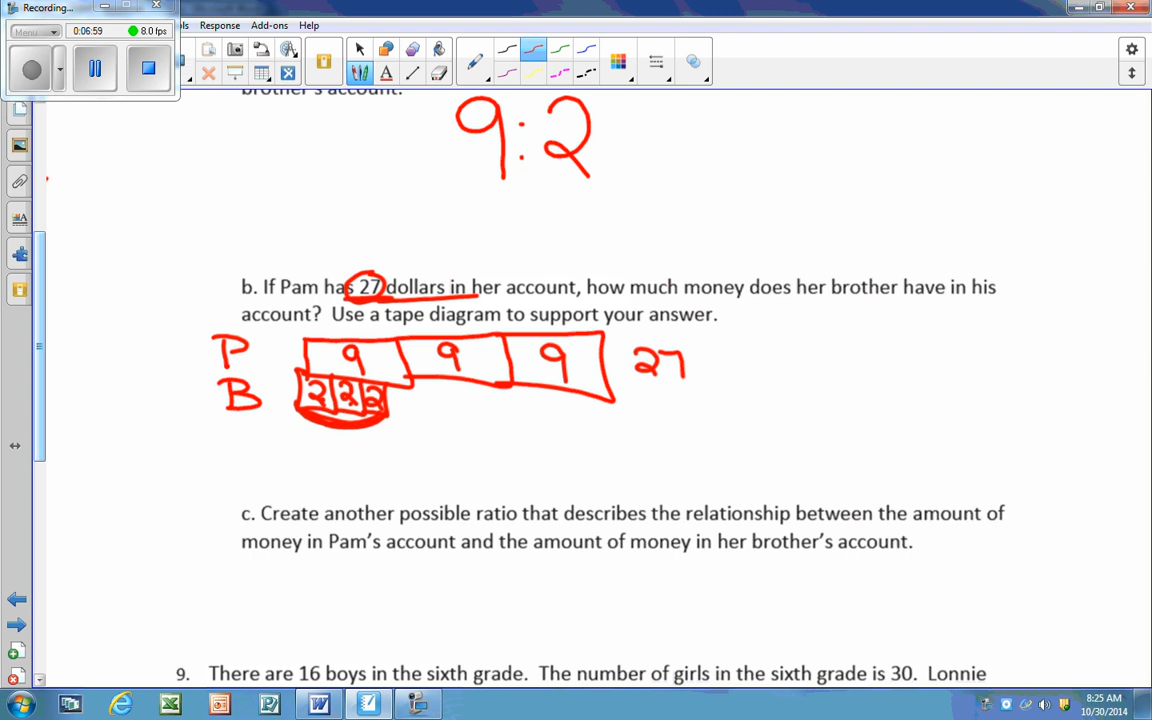 Recording...
Menu
0:06:59
8.0 fps
Response Add-ons Help
brother's account.
9:2
b. If Pam has 27 dollars in her account, how much money does her brother have in his
account? Use a tape diagram to support your answer.
P 9 9 9 27
B 2 2 2
c. Create another possible ratio that describes the relationship between the amount of
money in Pam's account and the amount of money in her brother's account.
9. There are 16 boys in the sixth grade. The number of girls in the sixth grade is 30. Lonnie
8:25 AM
10/30/2014